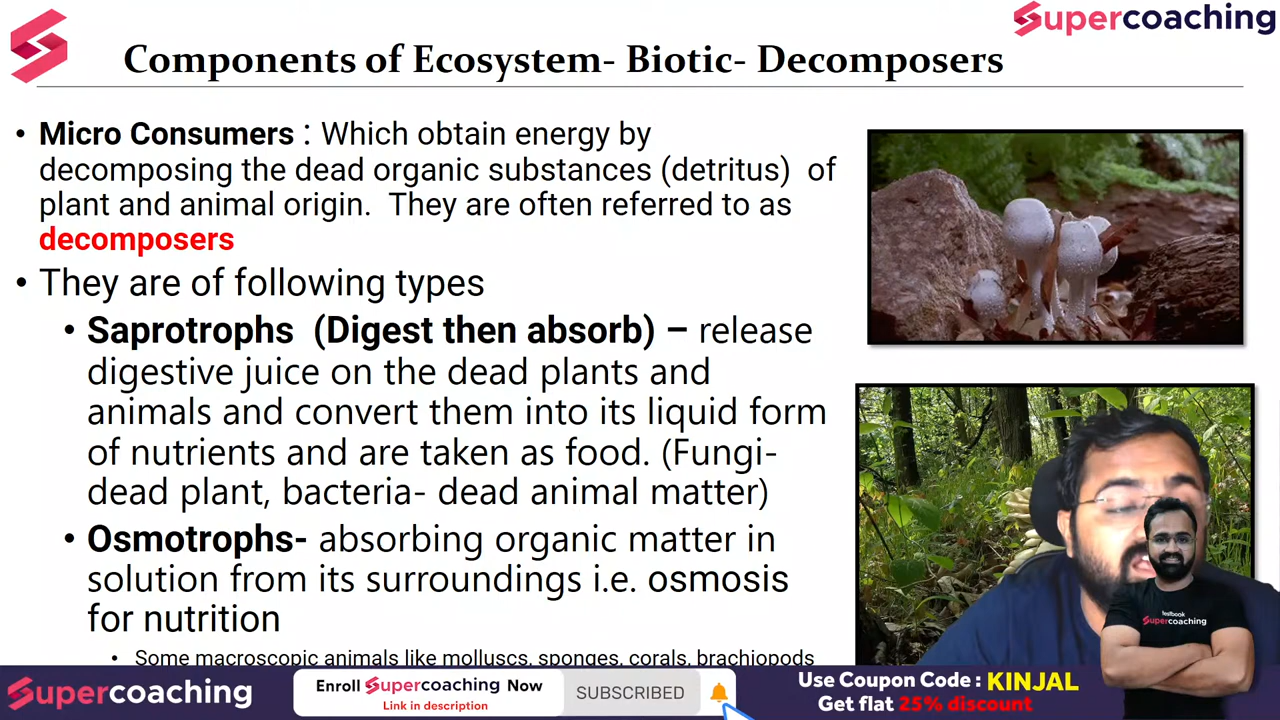 Supercoaching
Components of Ecosystem- Biotic- Decomposers
• Micro Consumers : Which obtain energy by
decomposing the dead organic substances (detritus) of
plant and animal origin. They are often referred to as
decomposers
• They are of following types
• Saprotrophs (Digest then absorb) – release
digestive juice on the dead plants and
animals and convert them into its liquid form
of nutrients and are taken as food. (Fungi-
dead plant, bacteria- dead animal matter)
• Osmotrophs- absorbing organic matter in
solution from its surroundings i.e. osmosis
for nutrition
• Some macroscopic animals like molluscs, sponges, corals, brachiopods
testbook
Supercoaching
Supercoaching
Enroll Supercoaching Now
Link in description
SUBSCRIBED
Use Coupon Code : KINJAL
Get flat 25% discount